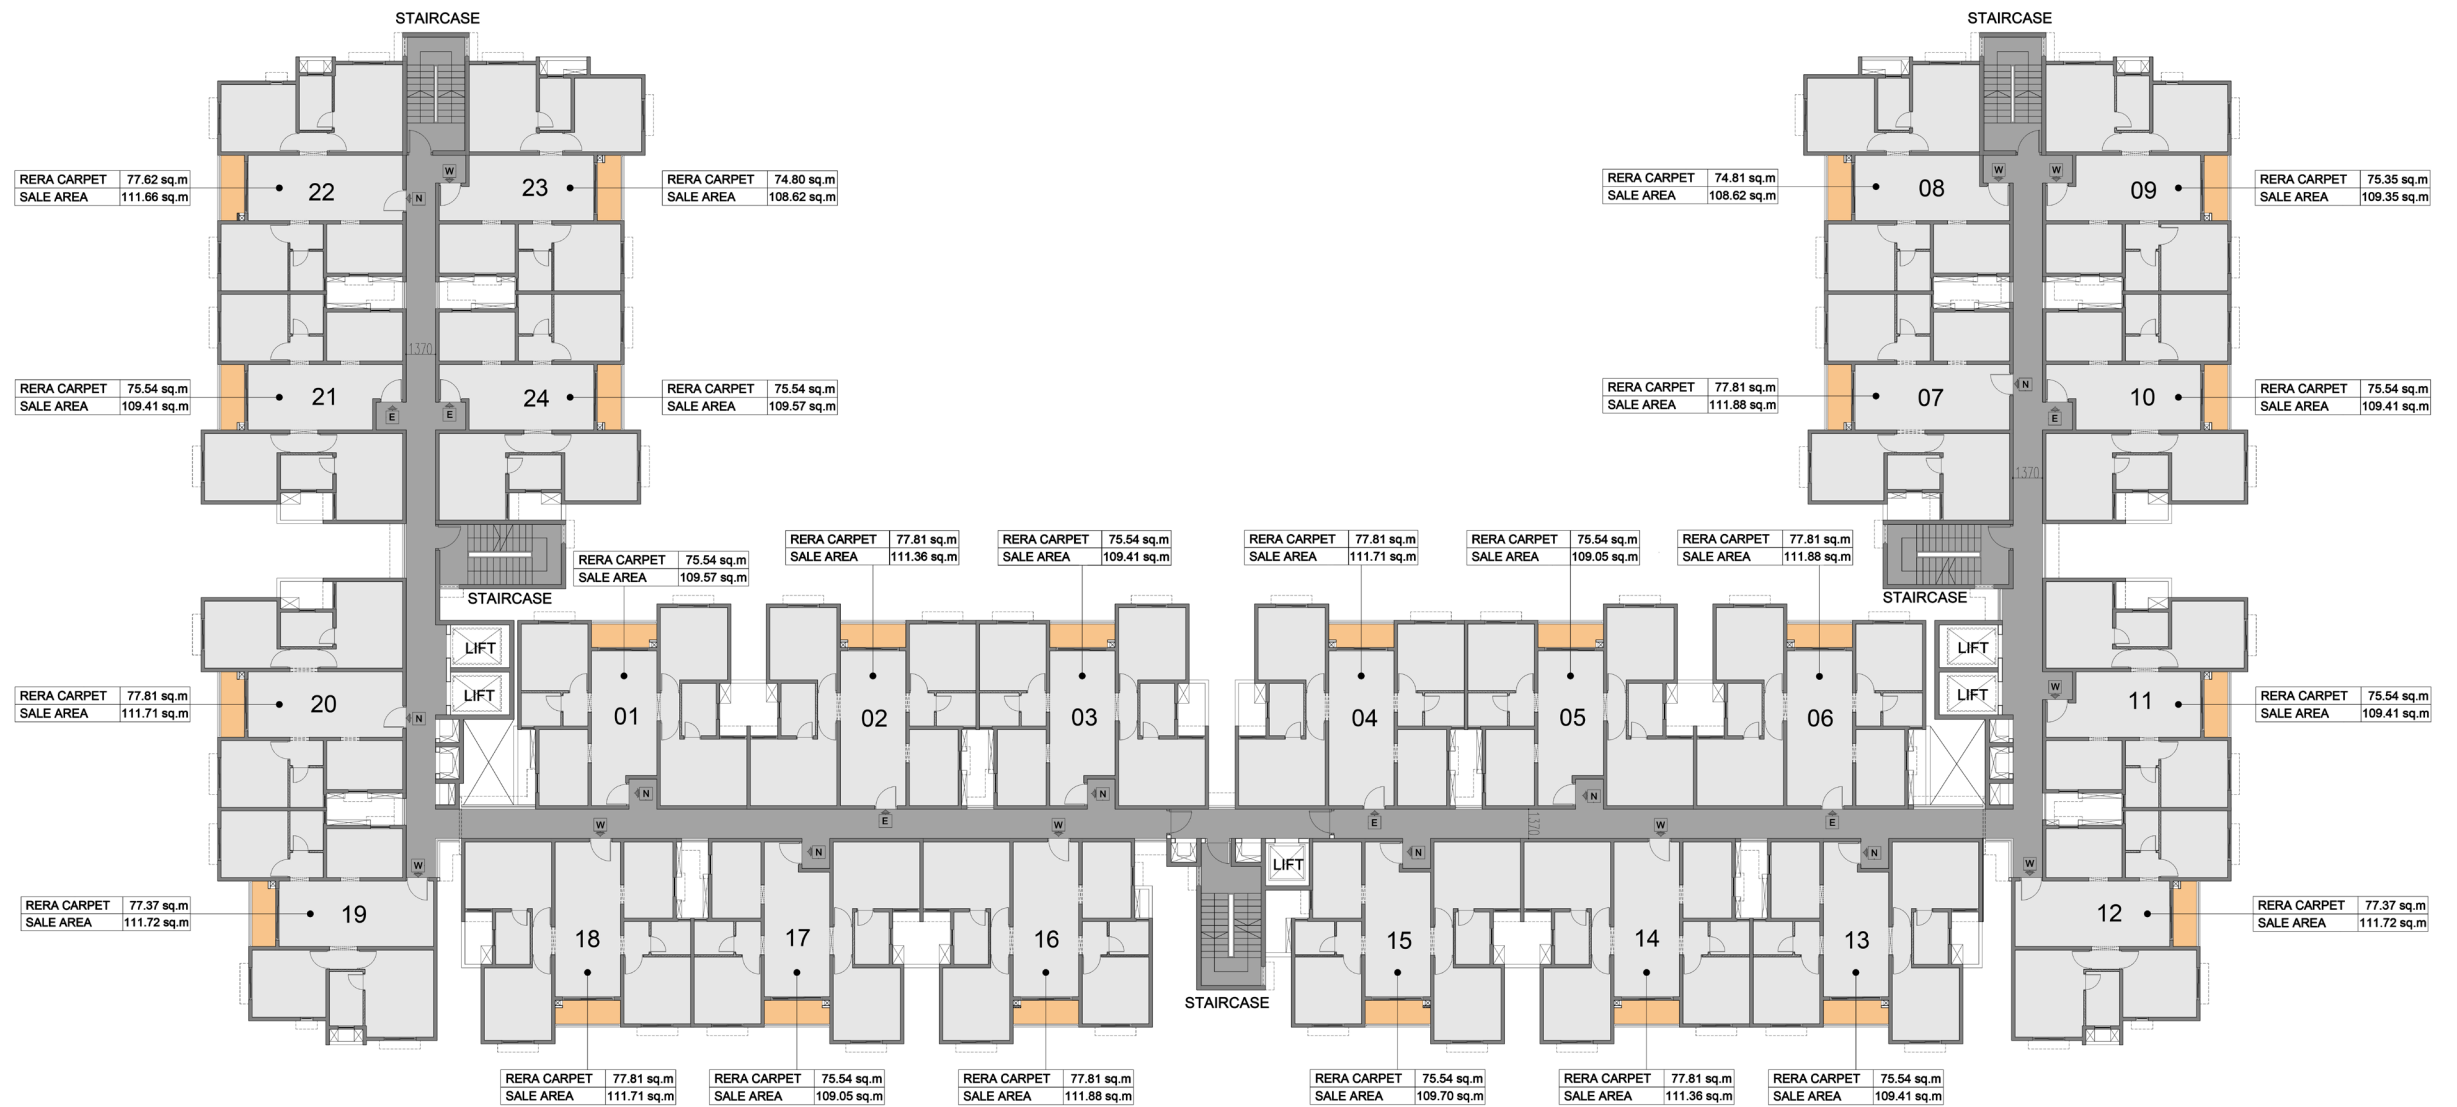 STAIRCASE
STAIRCASE
RERA CARPET 77.62 sq.m
SALE AREA 111.66 sq.m
22
N
W
23
RERA CARPET 74.80 sq.m
SALE AREA 108.62 sq.m
RERA CARPET 74.81 sq.m
SALE AREA 108.62 sq.m
08
W
W
09
RERA CARPET 75.35 sq.m
SALE AREA 109.35 sq.m
1370
RERA CARPET 75.54 sq.m
SALE AREA 109.41 sq.m
21
E
E
24
RERA CARPET 75.54 sq.m
SALE AREA 109.57 sq.m
RERA CARPET 77.81 sq.m
SALE AREA 111.88 sq.m
07
N
E
10
RERA CARPET 75.54 sq.m
SALE AREA 109.41 sq.m
1370
RERA CARPET 75.54 sq.m
SALE AREA 109.57 sq.m
RERA CARPET 77.81 sq.m
SALE AREA 111.36 sq.m
RERA CARPET 75.54 sq.m
SALE AREA 109.41 sq.m
RERA CARPET 77.81 sq.m
SALE AREA 111.71 sq.m
RERA CARPET 75.54 sq.m
SALE AREA 109.05 sq.m
RERA CARPET 77.81 sq.m
SALE AREA 111.88 sq.m
STAIRCASE
STAIRCASE
LIFT
LIFT
LIFT
LIFT
RERA CARPET 77.81 sq.m
SALE AREA 111.71 sq.m
20
N
01
02
03
04
05
06
W
11
RERA CARPET 75.54 sq.m
SALE AREA 109.41 sq.m
N
N
N
W
W
E
W
E
W
E
W
N
N
N
LIFT
RERA CARPET 77.37 sq.m
SALE AREA 111.72 sq.m
19
1370
W
12
RERA CARPET 77.37 sq.m
SALE AREA 111.72 sq.m
18
17
16
15
14
13
STAIRCASE
RERA CARPET 77.81 sq.m
SALE AREA 111.71 sq.m
RERA CARPET 75.54 sq.m
SALE AREA 109.05 sq.m
RERA CARPET 77.81 sq.m
SALE AREA 111.88 sq.m
RERA CARPET 75.54 sq.m
SALE AREA 109.70 sq.m
RERA CARPET 77.81 sq.m
SALE AREA 111.36 sq.m
RERA CARPET 75.54 sq.m
SALE AREA 109.41 sq.m